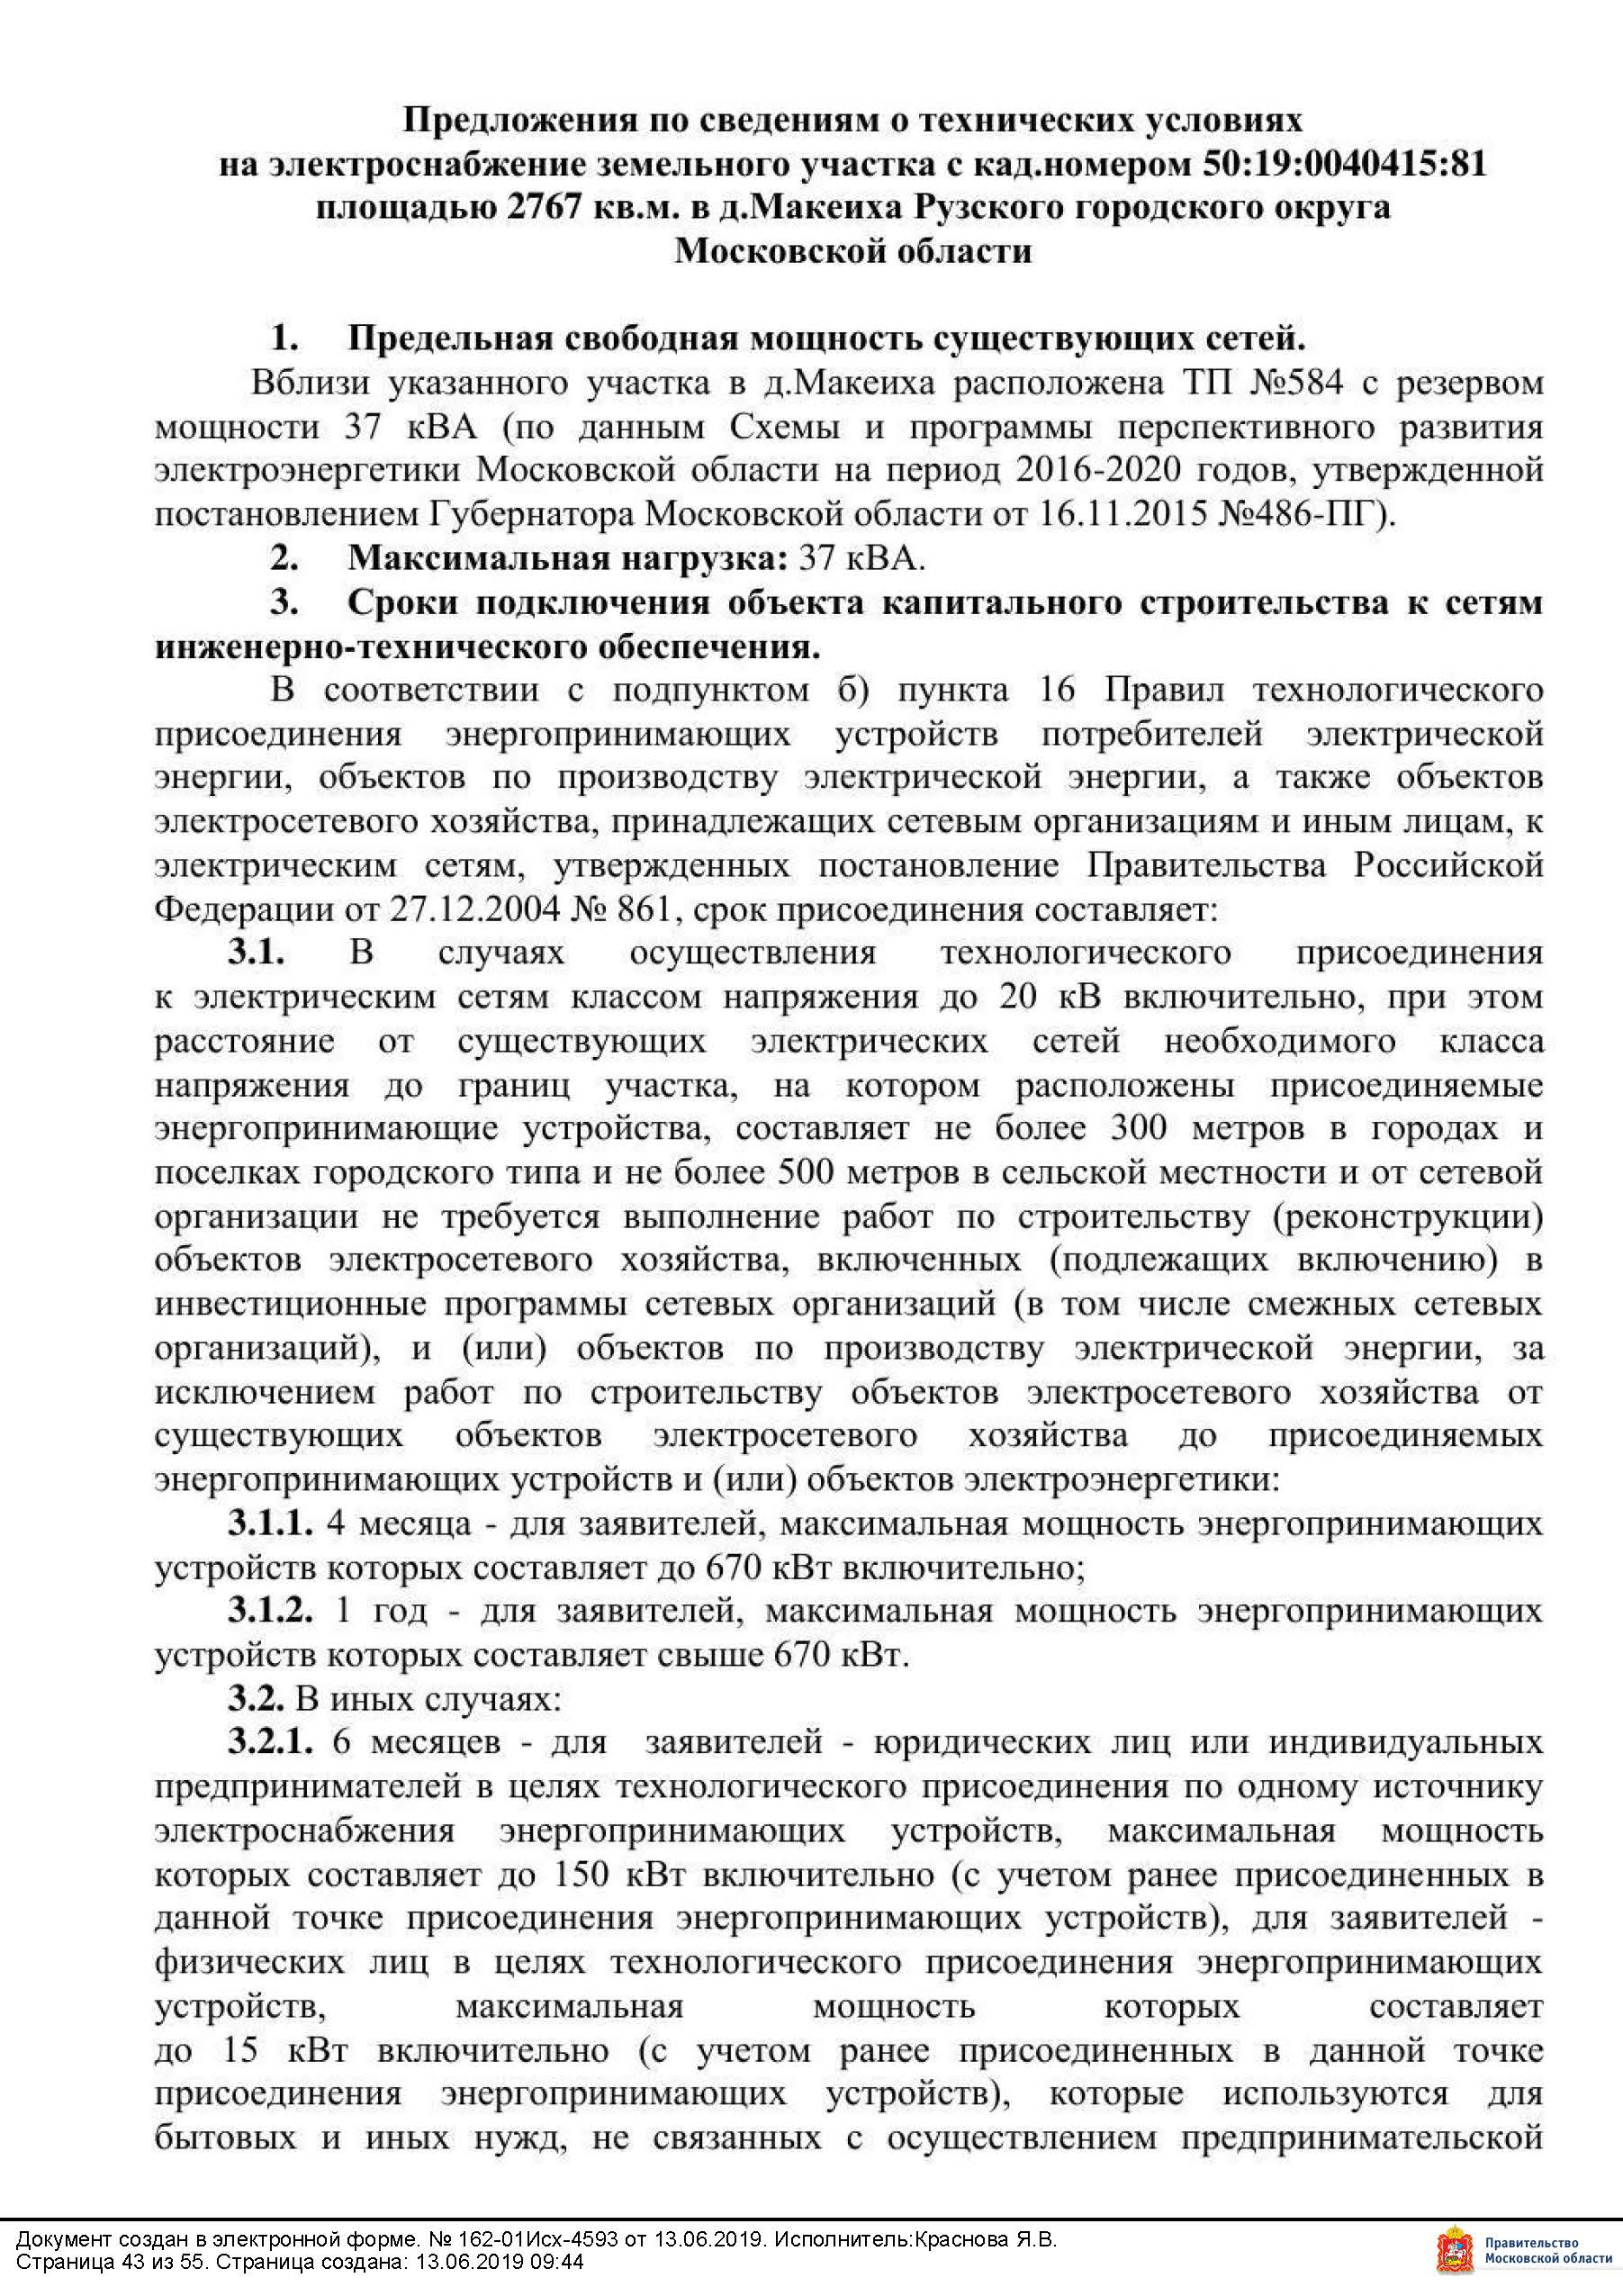 Предложения по сведениям о технических условиях
на электроснабжение земельного участка с кад.номером 50:19:0040415:81
площадью 2767 кв.м. в д.Макеиха Рузского городского округа
Московской области
1. Предельная свободная мощность существующих сетей.
Вблизи указанного участка в д.Макеиха расположена ТП №584 с резервом
мощности 37 кВА (по данным Схемы и программы перспективного развития
электроэнергетики Московской области на период 2016-2020 годов, утвержденной
постановлением Губернатора Московской области от 16.11.2015 №486-ПГ).
2. Максимальная нагрузка: 37 кВА.
3. Сроки подключения объекта капитального строительства к сетям
инженерно-технического обеспечения.
В соответствии с подпунктом б) пункта 16 Правил технологического
присоединения энергопринимающих устройств потребителей электрической
энергии, объектов по производству электрической энергии, а также объектов
электросетевого хозяйства, принадлежащих сетевым организациям и иным лицам, к
электрическим сетям, утвержденных постановление Правительства Российской
Федерации от 27.12.2004 № 861, срок присоединения составляет:
3.1. В случаях осуществления технологического присоединения
к электрическим сетям классом напряжения до 20 кВ включительно, при этом
расстояние от существующих электрических сетей необходимого класса
напряжения до границ участка, на котором расположены присоединяемые
энергопринимающие устройства, составляет не более 300 метров в городах и
поселках городского типа и не более 500 метров в сельской местности и от сетевой
организации не требуется выполнение работ по строительству (реконструкции)
объектов электросетевого хозяйства, включенных (подлежащих включению) в
инвестиционные программы сетевых организаций (в том числе смежных сетевых
организаций), и (или) объектов по производству электрической энергии, за
исключением работ по строительству объектов электросетевого хозяйства от
существующих объектов электросетевого хозяйства до присоединяемых
энергопринимающих устройств и (или) объектов электроэнергетики:
3.1.1. 4 месяца - для заявителей, максимальная мощность энергопринимающих
устройств которых составляет до 670 кВт включительно;
3.1.2. 1 год - для заявителей, максимальная мощность энергопринимающих
устройств которых составляет свыше 670 кВт.
3.2. В иных случаях:
3.2.1. 6 месяцев - для заявителей - юридических лиц или индивидуальных
предпринимателей в целях технологического присоединения по одному источнику
электроснабжения энергопринимающих устройств, максимальная мощность
которых составляет до 150 кВт включительно (с учетом ранее присоединенных в
данной точке присоединения энергопринимающих устройств), для заявителей -
физических лиц в целях технологического присоединения энергопринимающих
устройств, максимальная мощность которых составляет
до 15 кВт включительно (с учетом ранее присоединенных в данной точке
присоединения энергопринимающих устройств), которые используются для
бытовых и иных нужд, не связанных с осуществлением предпринимательской
Документ создан в электронной форме. № 162-01Исх-4593 от 13.06.2019. Исполнитель:Краснова Я.В.
Страница 43 из 55. Страница создана: 13.06.2019 09:44
Правительство
Московской области